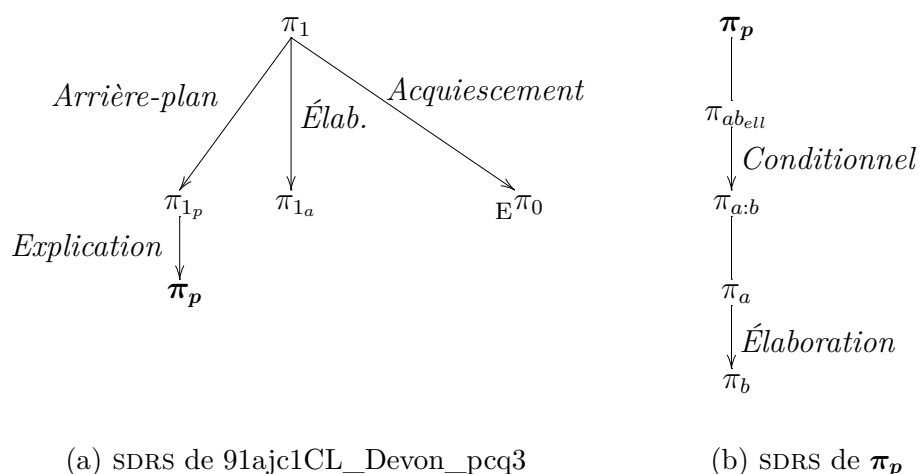 π1
Arrière-plan
Élab.
Acquiescement
π1p
π1a
Eπ0
Explication
πp
(a) SDRS de 91ajc1CL_Devon_pcq3
πp
πabell
Conditionnel
πa:b
πa
Élaboration
πb
(b) SDRS de πp